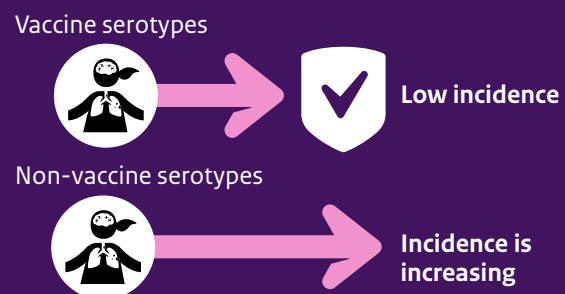 Vaccine serotypes
Low incidence
Non-vaccine serotypes
Incidence is
increasing